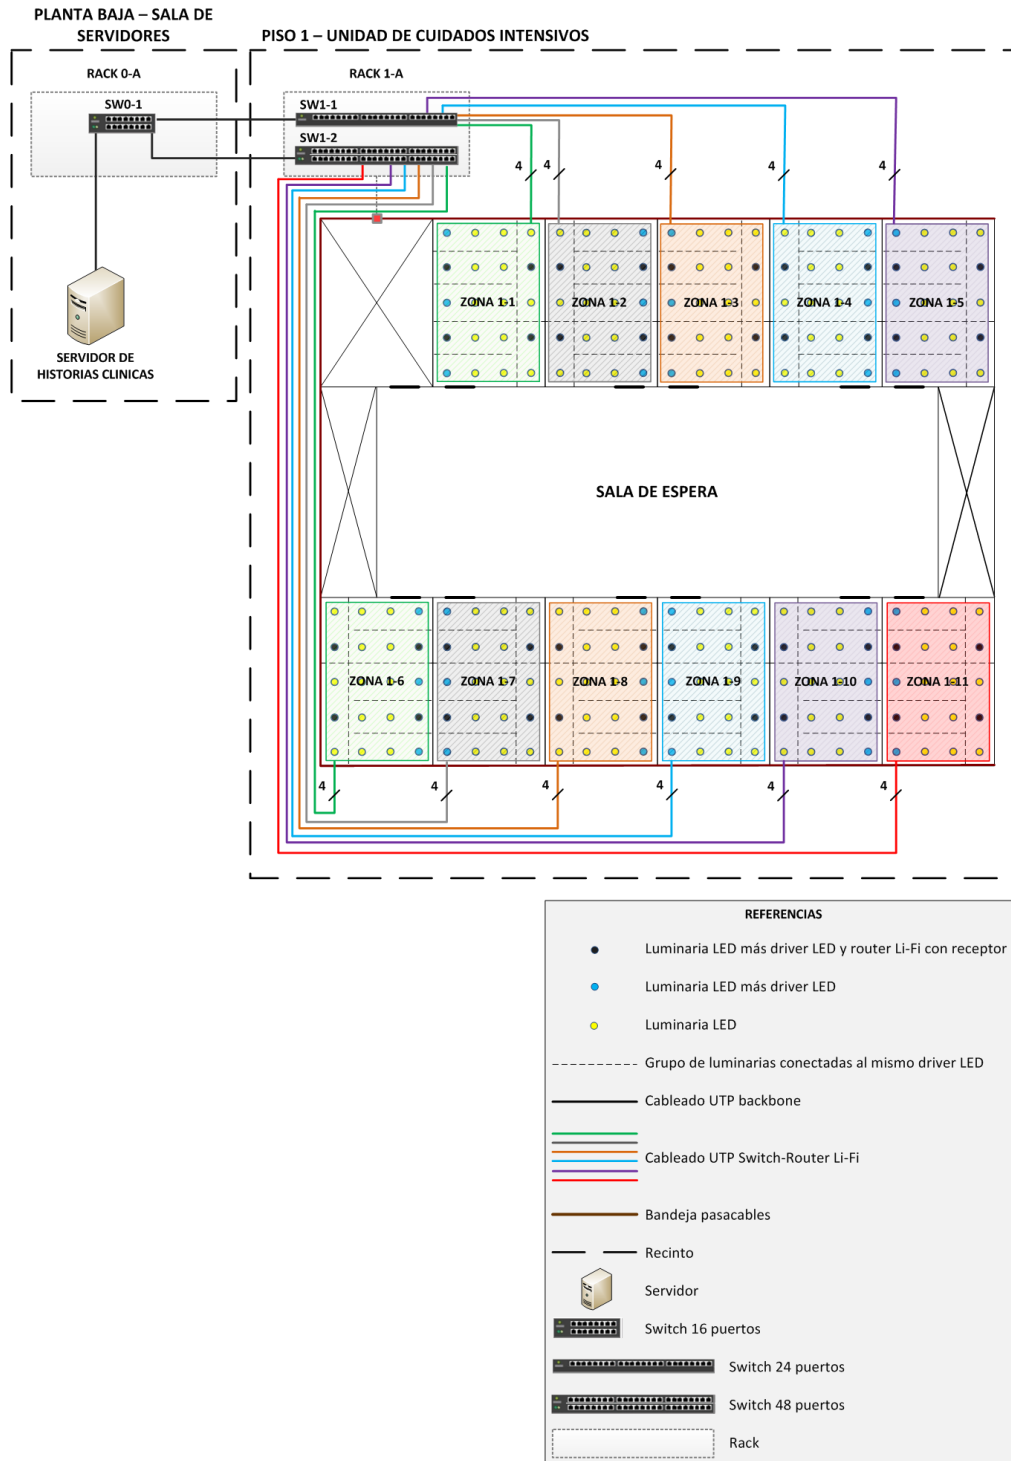 PLANTA BAJA – SALA DE
SERVIDORES
PISO 1 – UNIDAD DE CUIDADOS INTENSIVOS
RACK 0-A
RACK 1-A
SW0-1
SW1-1
SW1-2
4
4
4
4
4
ZONA 1-1
ZONA 1-2
ZONA 1-3
ZONA 1-4
ZONA 1-5
SERVIDOR DE
HISTORIAS CLINICAS
SALA DE ESPERA
ZONA 1-6
ZONA 1-7
ZONA 1-8
ZONA 1-9
ZONA 1-10
ZONA 1-11
4
4
4
4
4
4
REFERENCIAS
Luminaria LED más driver LED y router Li-Fi con receptor
Luminaria LED más driver LED
Luminaria LED
Grupo de luminarias conectadas al mismo driver LED
Cableado UTP backbone
Cableado UTP Switch-Router Li-Fi
Bandeja pasacables
Recinto
Servidor
Switch 16 puertos
Switch 24 puertos
Switch 48 puertos
Rack